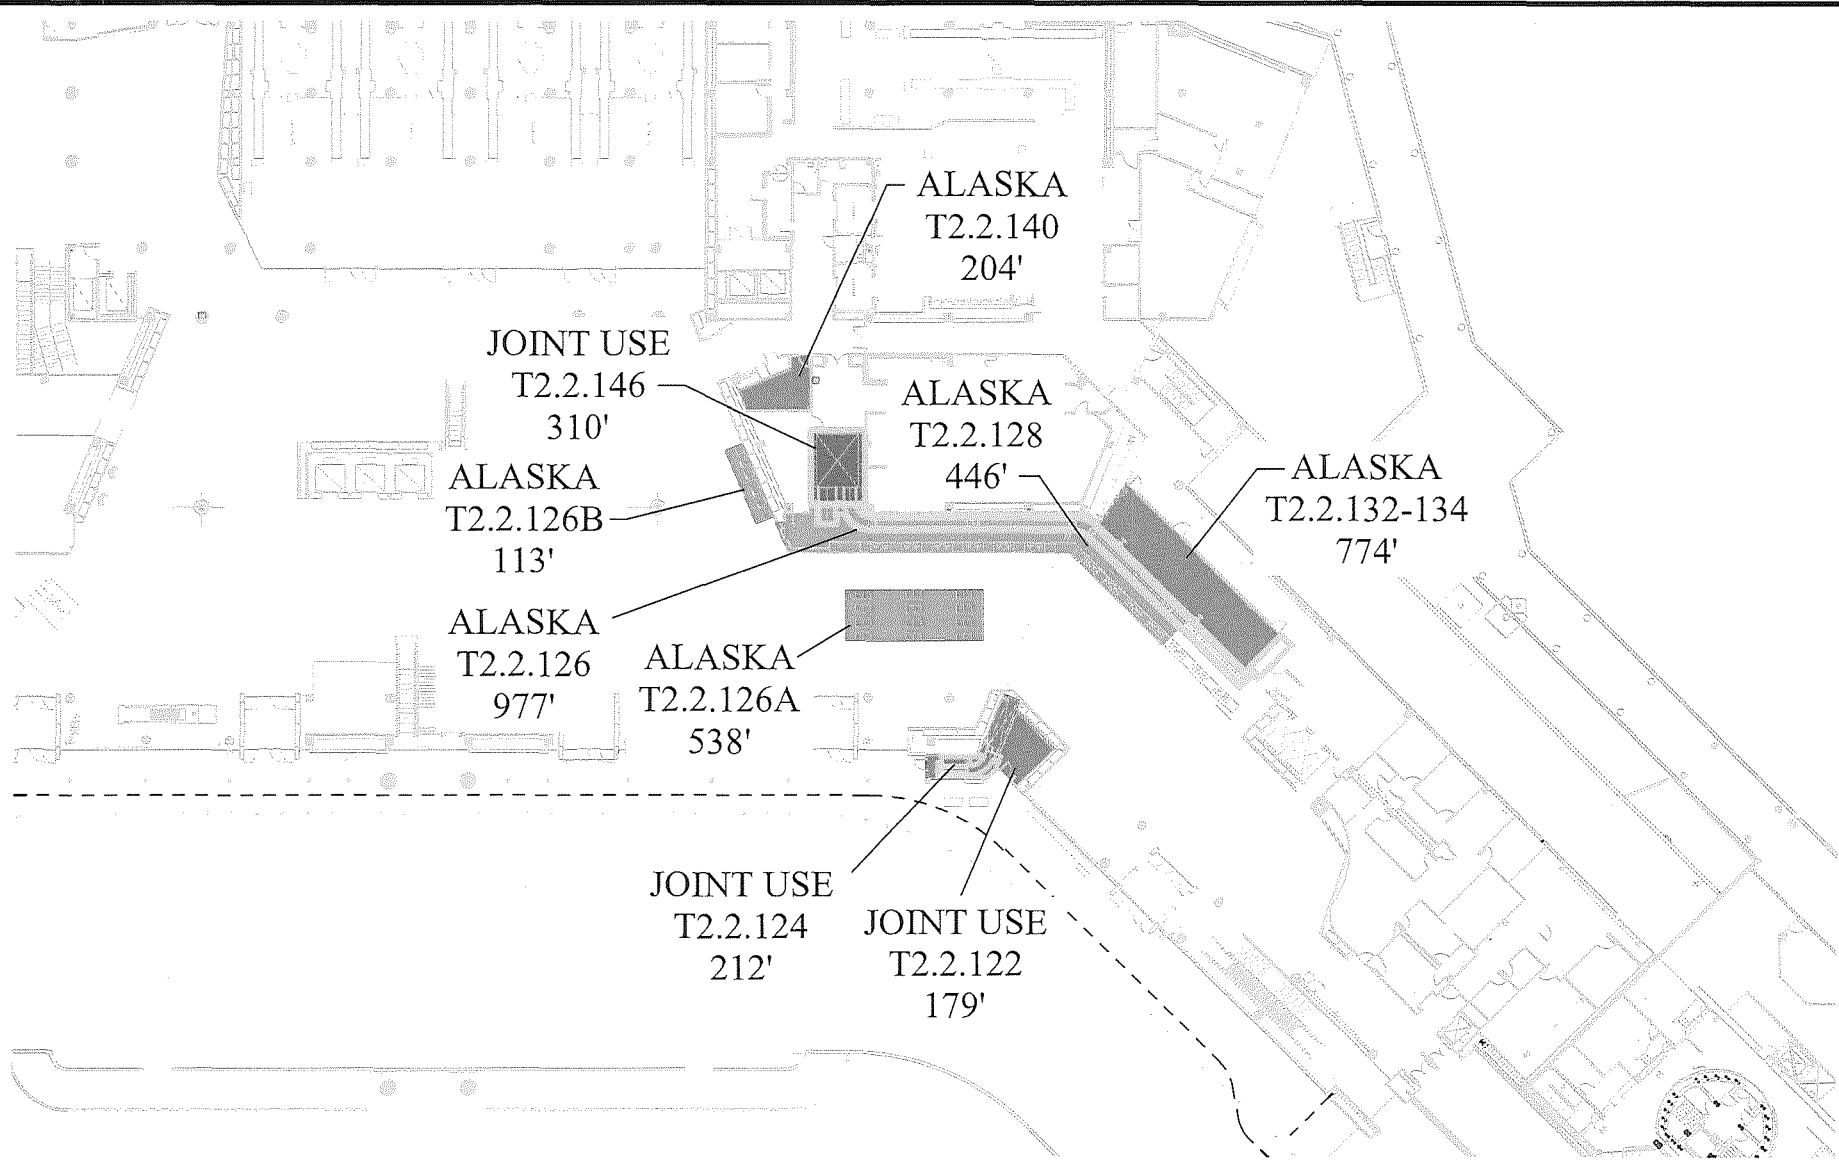 ALASKA
T2.2.140
204'
JOINT USE
T2.2.146
310'
ALASKA
T2.2.128
446'
ALASKA
T2.2.132-134
774'
ALASKA
T2.2.126B
113'
ALASKA
T2.2.126
977'
ALASKA
T2.2.126A
538'
JOINT USE
T2.2.124
212'
JOINT USE
T2.2.122
179'